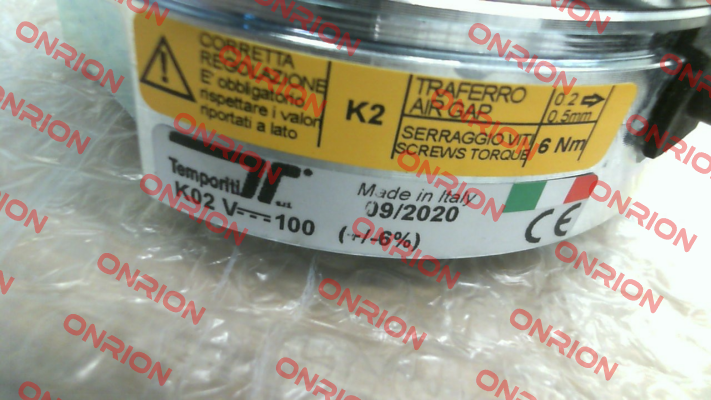 CORRETTA
REGOLAZIONE
E' obbligatorio
rispettare i valori
riportati a lato
K2
TRAFERRO
AIR GAP
0.2 ➔
0.5mm
SERRAGGIO VITI
SCREWS TORQUE
6 Nm
Temporiti srl
K02 V⎓100
Made in Italy
09/2020
(+/-6%)
CE
ONRION